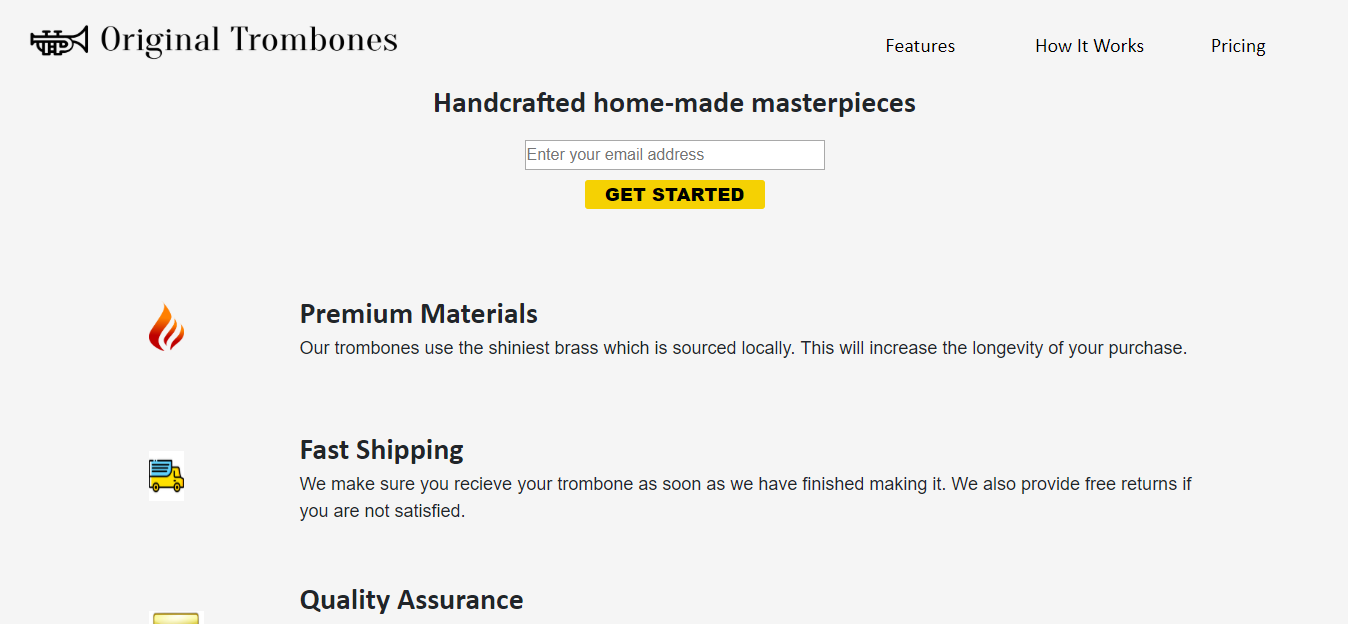 Original Trombones
Features
How It Works
Pricing
Handcrafted home-made masterpieces
Enter your email address
GET STARTED
Premium Materials
Our trombones use the shiniest brass which is sourced locally. This will increase the longevity of your purchase.
Fast Shipping
We make sure you recieve your trombone as soon as we have finished making it. We also provide free returns if
you are not satisfied.
Quality Assurance